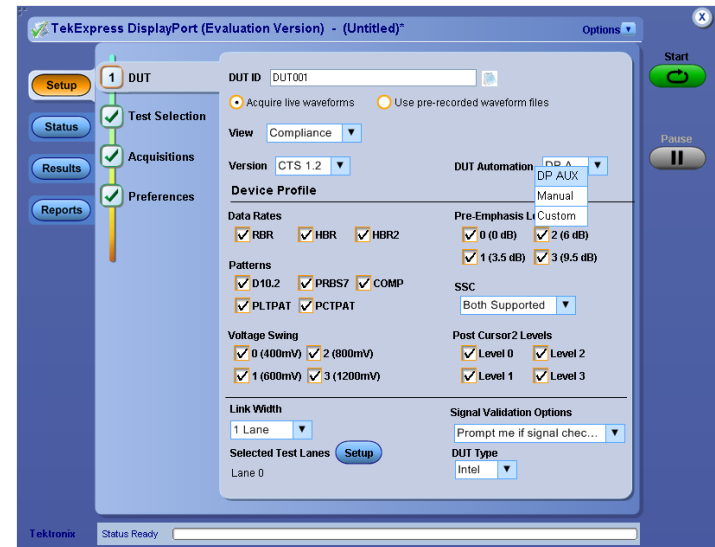 TekExpress DisplayPort (Evaluation Version) - (Untitled)*
Options
Start
Setup
1 DUT
DUT ID DUT001
Acquire live waveforms Use pre-recorded waveform files
Status
Test Selection
View Compliance
Pause
Results
Acquisitions
Version CTS 1.2
DUT Automation DP A
DP AUX
Manual
Custom
Reports
Preferences
Device Profile
Data Rates
RBR HBR HBR2
Pre-Emphasis L
0 (0 dB) 2 (6 dB)
1 (3.5 dB) 3 (9.5 dB)
Patterns
D10.2 PRBS7 COMP
PLTPAT PCTPAT
SSC
Both Supported
Voltage Swing
0 (400mV) 2 (800mV)
1 (600mV) 3 (1200mV)
Post Cursor2 Levels
Level 0 Level 2
Level 1 Level 3
Link Width
1 Lane
Signal Validation Options
Prompt me if signal chec...
Selected Test Lanes Setup
Lane 0
DUT Type
Intel
Tektronix Status Ready